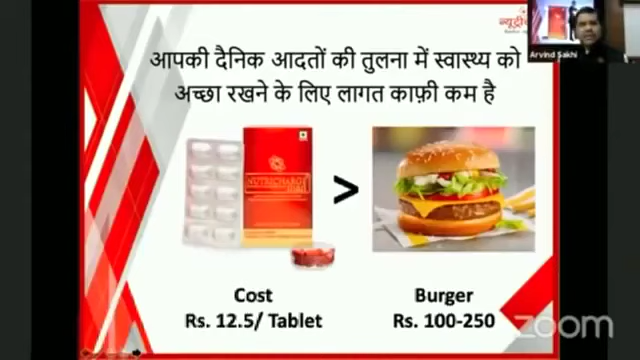 न्यूट्री
Arvind Sakhi
आपकी दैनिक आदतों की तुलना में स्वास्थ्य को
अच्छा रखने के लिए लागत काफ़ी कम है
NUTRICHARGE
>
Cost
Burger
Rs. 12.5/ Tablet
Rs. 100-250
zoom